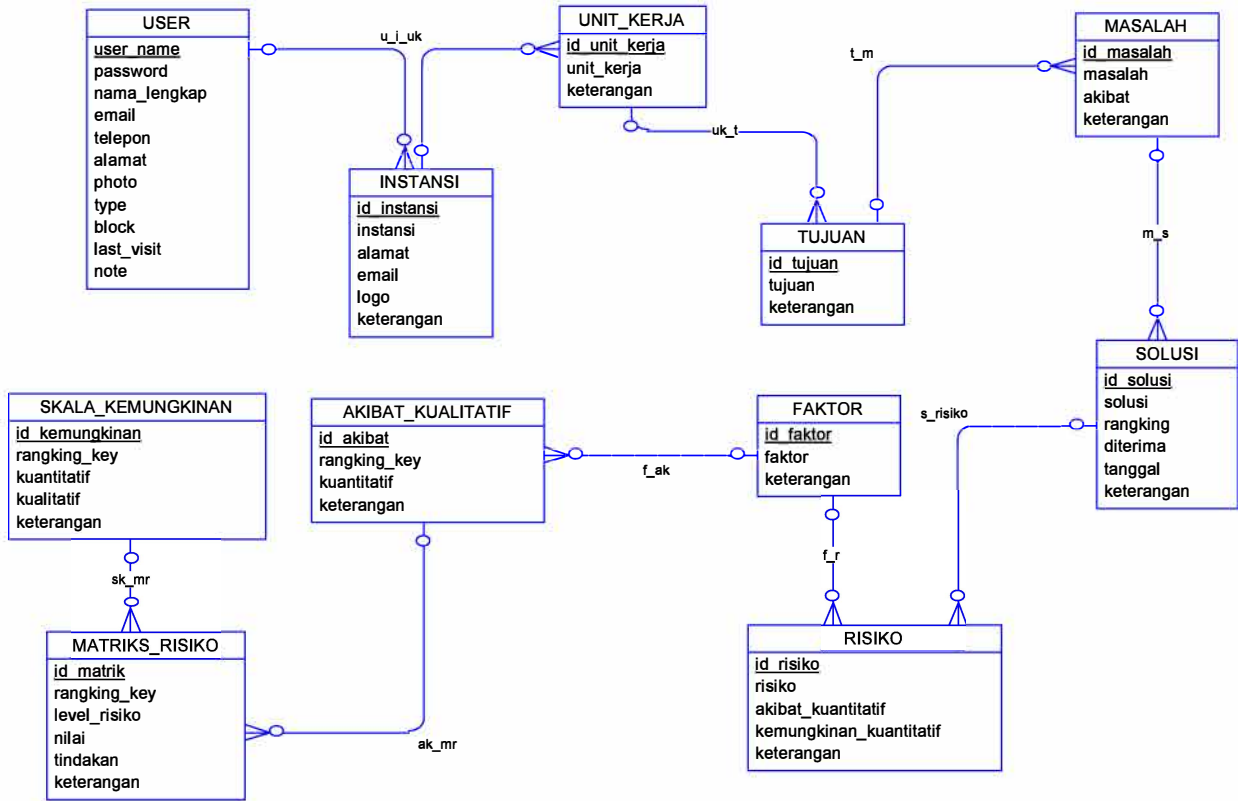 USER
user_name
password
nama_lengkap
email
telepon
alamat
photo
type
block
last_visit
note
u_i_uk
INSTANSI
id_instansi
instansi
alamat
email
logo
keterangan
UNIT_KERJA
id_unit_kerja
unit_kerja
keterangan
uk_t
TUJUAN
id_tujuan
tujuan
keterangan
t_m
MASALAH
id_masalah
masalah
akibat
keterangan
m_s
SOLUSI
id_solusi
solusi
rangking
diterima
tanggal
keterangan
s_risiko
SKALA_KEMUNGKINAN
id_kemungkinan
rangking_key
kuantitatif
kualitatif
keterangan
sk_mr
AKIBAT_KUALITATIF
id_akibat
rangking_key
kuantitatif
keterangan
f_ak
FAKTOR
id_faktor
faktor
keterangan
f_r
MATRIKS_RISIKO
id_matrik
rangking_key
level_risiko
nilai
tindakan
keterangan
ak_mr
RISIKO
id_risiko
risiko
akibat_kuantitatif
kemungkinan_kuantitatif
keterangan